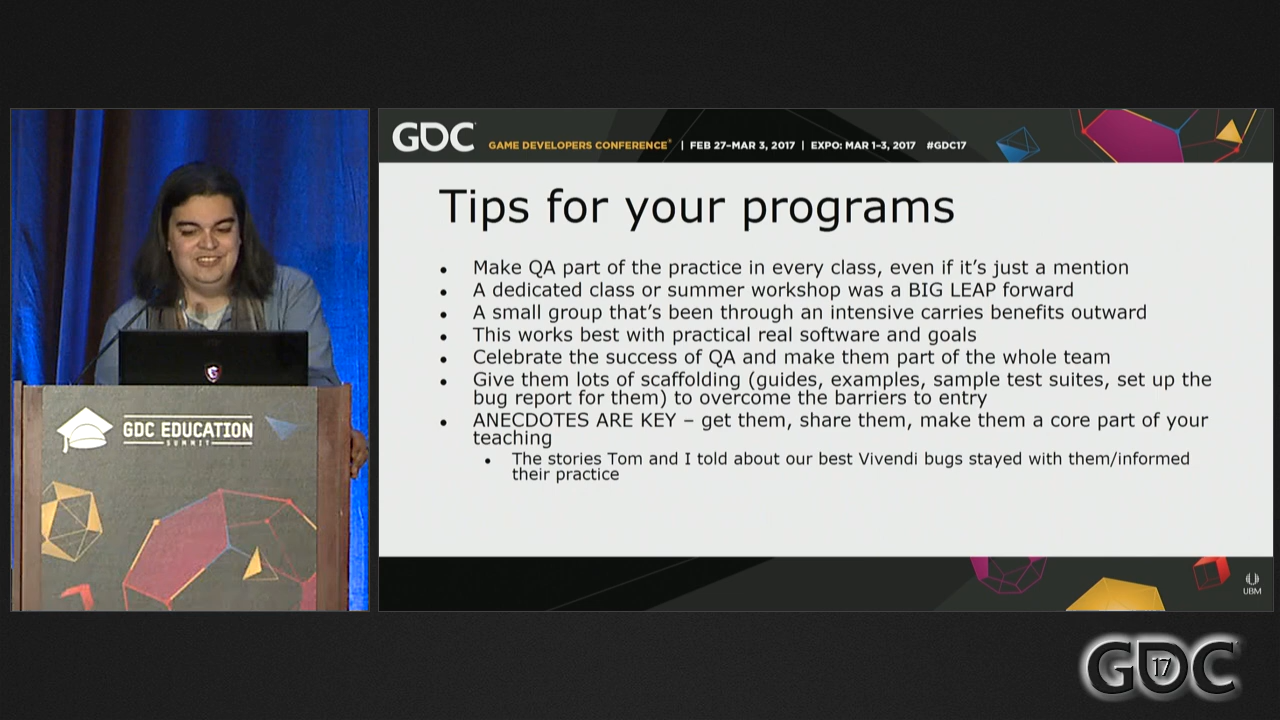 GDC
GAME DEVELOPERS CONFERENCE® | FEB 27–MAR 3, 2017 | EXPO: MAR 1–3, 2017 #GDC17
Tips for your programs
• Make QA part of the practice in every class, even if it’s just a mention
• A dedicated class or summer workshop was a BIG LEAP forward
• A small group that’s been through an intensive carries benefits outward
• This works best with practical real software and goals
• Celebrate the success of QA and make them part of the whole team
• Give them lots of scaffolding (guides, examples, sample test suites, set up the
bug report for them) to overcome the barriers to entry
• ANECDOTES ARE KEY – get them, share them, make them a core part of your
teaching
• The stories Tom and I told about our best Vivendi bugs stayed with them/informed
their practice
GDC EDUCATION
SUMMIT
UBM
GDC
17